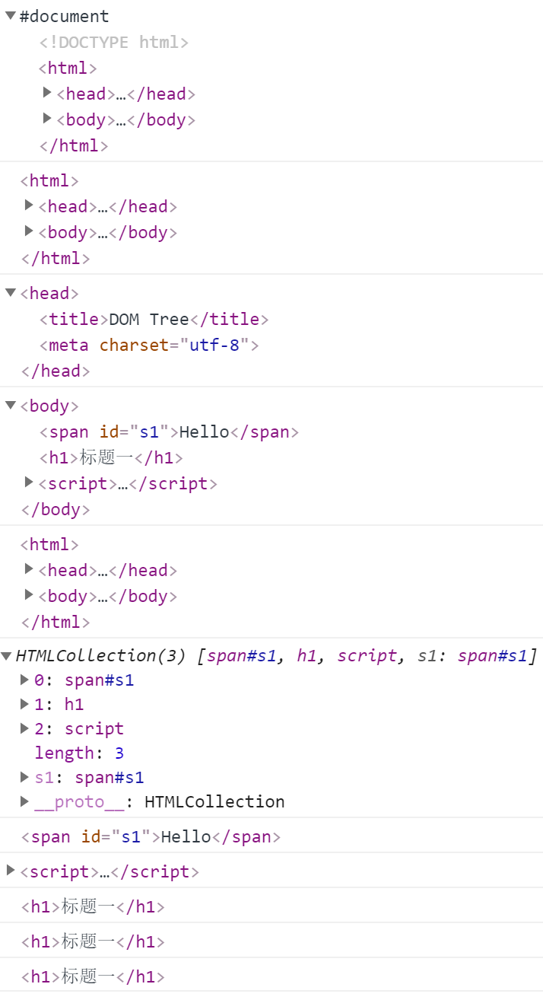 #document
<!DOCTYPE html>
<html>
<head>…</head>
<body>…</body>
</html>
<html>
<head>…</head>
<body>…</body>
</html>
<head>
<title>DOM Tree</title>
<meta charset="utf-8">
</head>
<body>
<span id="s1">Hello</span>
<h1>标题一</h1>
<script>…</script>
</body>
<html>
<head>…</head>
<body>…</body>
</html>
HTMLCollection(3) [span#s1, h1, script, s1: span#s1]
0: span#s1
1: h1
2: script
length: 3
s1: span#s1
__proto__: HTMLCollection
<span id="s1">Hello</span>
<script>…</script>
<h1>标题一</h1>
<h1>标题一</h1>
<h1>标题一</h1>